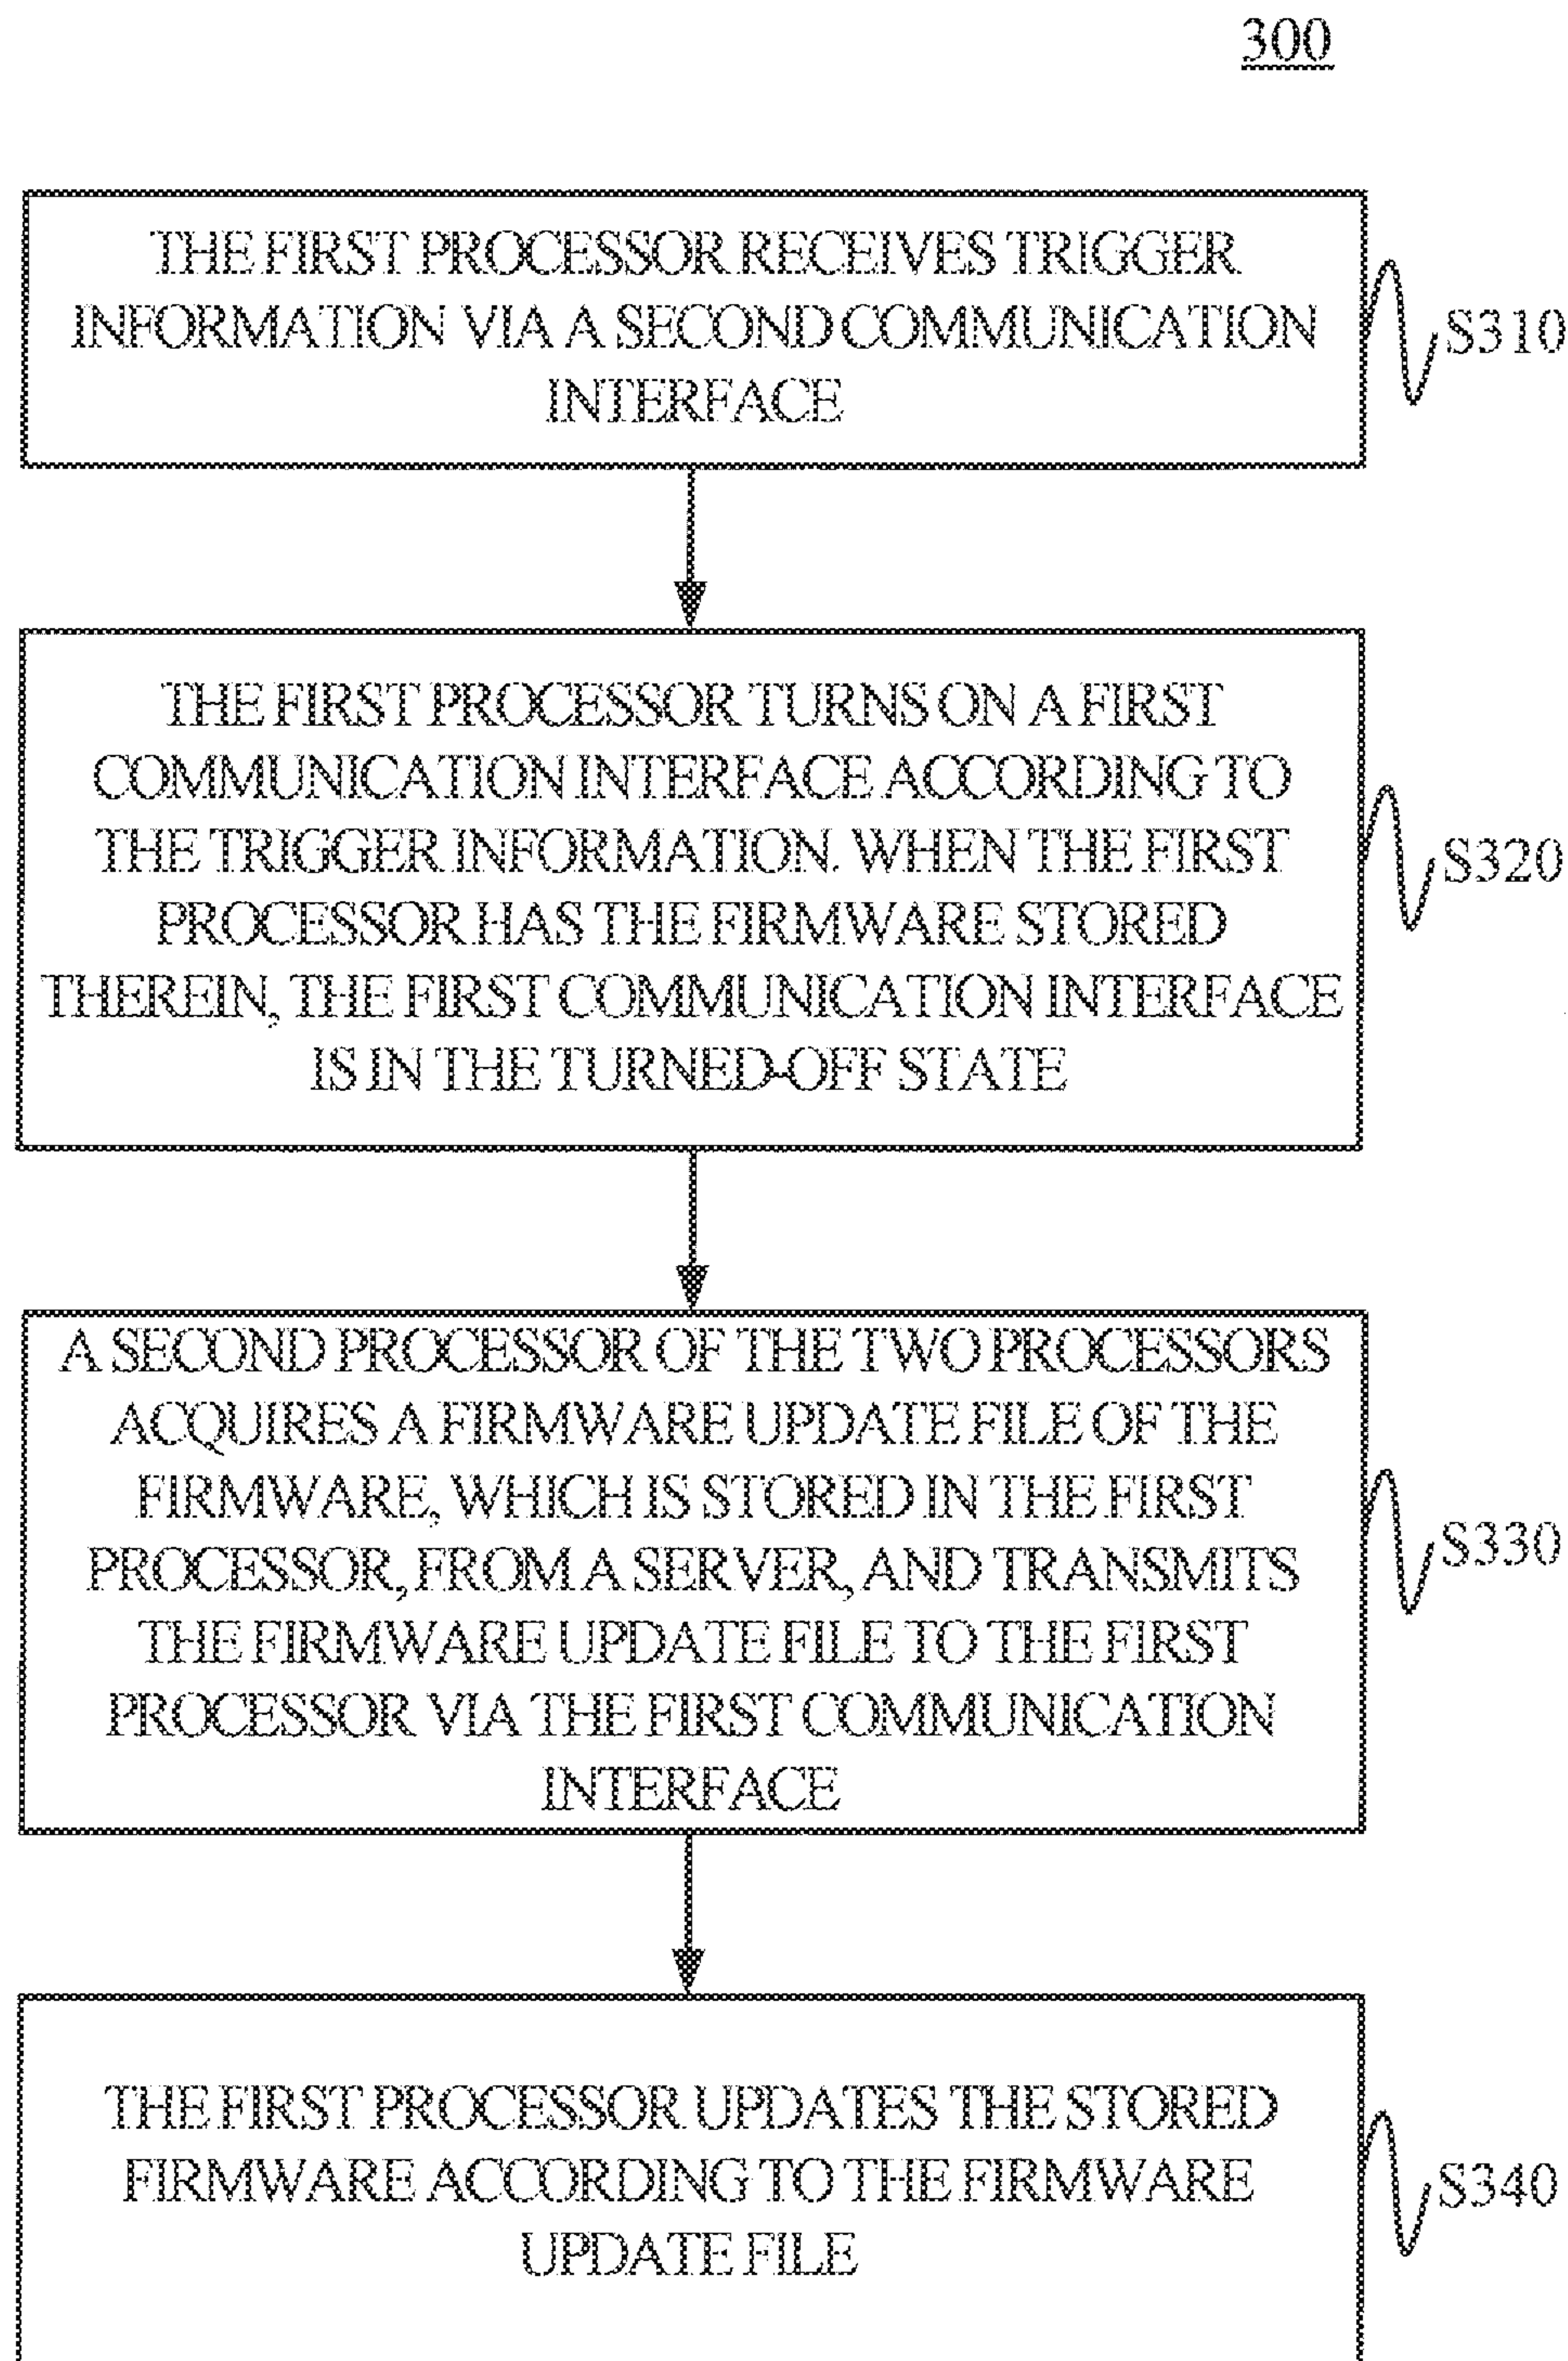 300
THE FIRST PROCESSOR RECEIVES TRIGGER
INFORMATION VIA A SECOND COMMUNICATION
INTERFACE
S310
THE FIRST PROCESSOR TURNS ON A FIRST
COMMUNICATION INTERFACE ACCORDING TO
THE TRIGGER INFORMATION. WHEN THE FIRST
PROCESSOR HAS THE FIRMWARE STORED
THEREIN, THE FIRST COMMUNICATION INTERFACE
IS IN THE TURNED-OFF STATE
S320
A SECOND PROCESSOR OF THE TWO PROCESSORS
ACQUIRES A FIRMWARE UPDATE FILE OF THE
FIRMWARE, WHICH IS STORED IN THE FIRST
PROCESSOR, FROM A SERVER, AND TRANSMITS
THE FIRMWARE UPDATE FILE TO THE FIRST
PROCESSOR VIA THE FIRST COMMUNICATION
INTERFACE
S330
THE FIRST PROCESSOR UPDATES THE STORED
FIRMWARE ACCORDING TO THE FIRMWARE
UPDATE FILE
S340